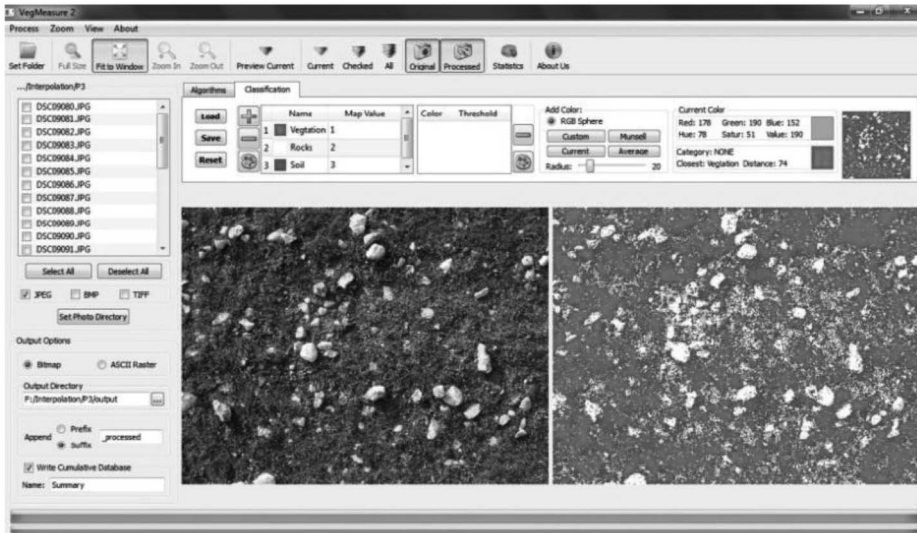 VegMeasure 2
Process Zoom View About
Set Folder Full Size Fit to Window Zoom In Zoom Out Preview Current Current Checked All Original Processed Statistics About Us
.../Interpolation/P3
DSC09080.JPG
DSC09081.JPG
DSC09082.JPG
DSC09083.JPG
DSC09084.JPG
DSC09085.JPG
DSC09086.JPG
DSC09087.JPG
DSC09088.JPG
DSC09089.JPG
DSC09090.JPG
DSC09091.JPG
Select All Deselect All
JPEG BMP TIFF
Set Photo Directory
Output Options
Bitmap ASCII Raster
Output Directory
F:/Interpolation/P3/output ...
Append Prefix
Suffix _processed
Write Cumulative Database
Name: Summary
Algorithms Classification
Load
Save
Reset
Name Map Value
1 Vegtation 1
2 Rocks 2
3 Soil 3
Color Threshold
Add Color:
RGB Sphere
Custom Munsell
Current Average
Radius: 20
Current Color
Red: 178 Green: 190 Blue: 152
Hue: 78 Satur: 51 Value: 190
Category: NONE
Closest: Vegtation Distance: 74